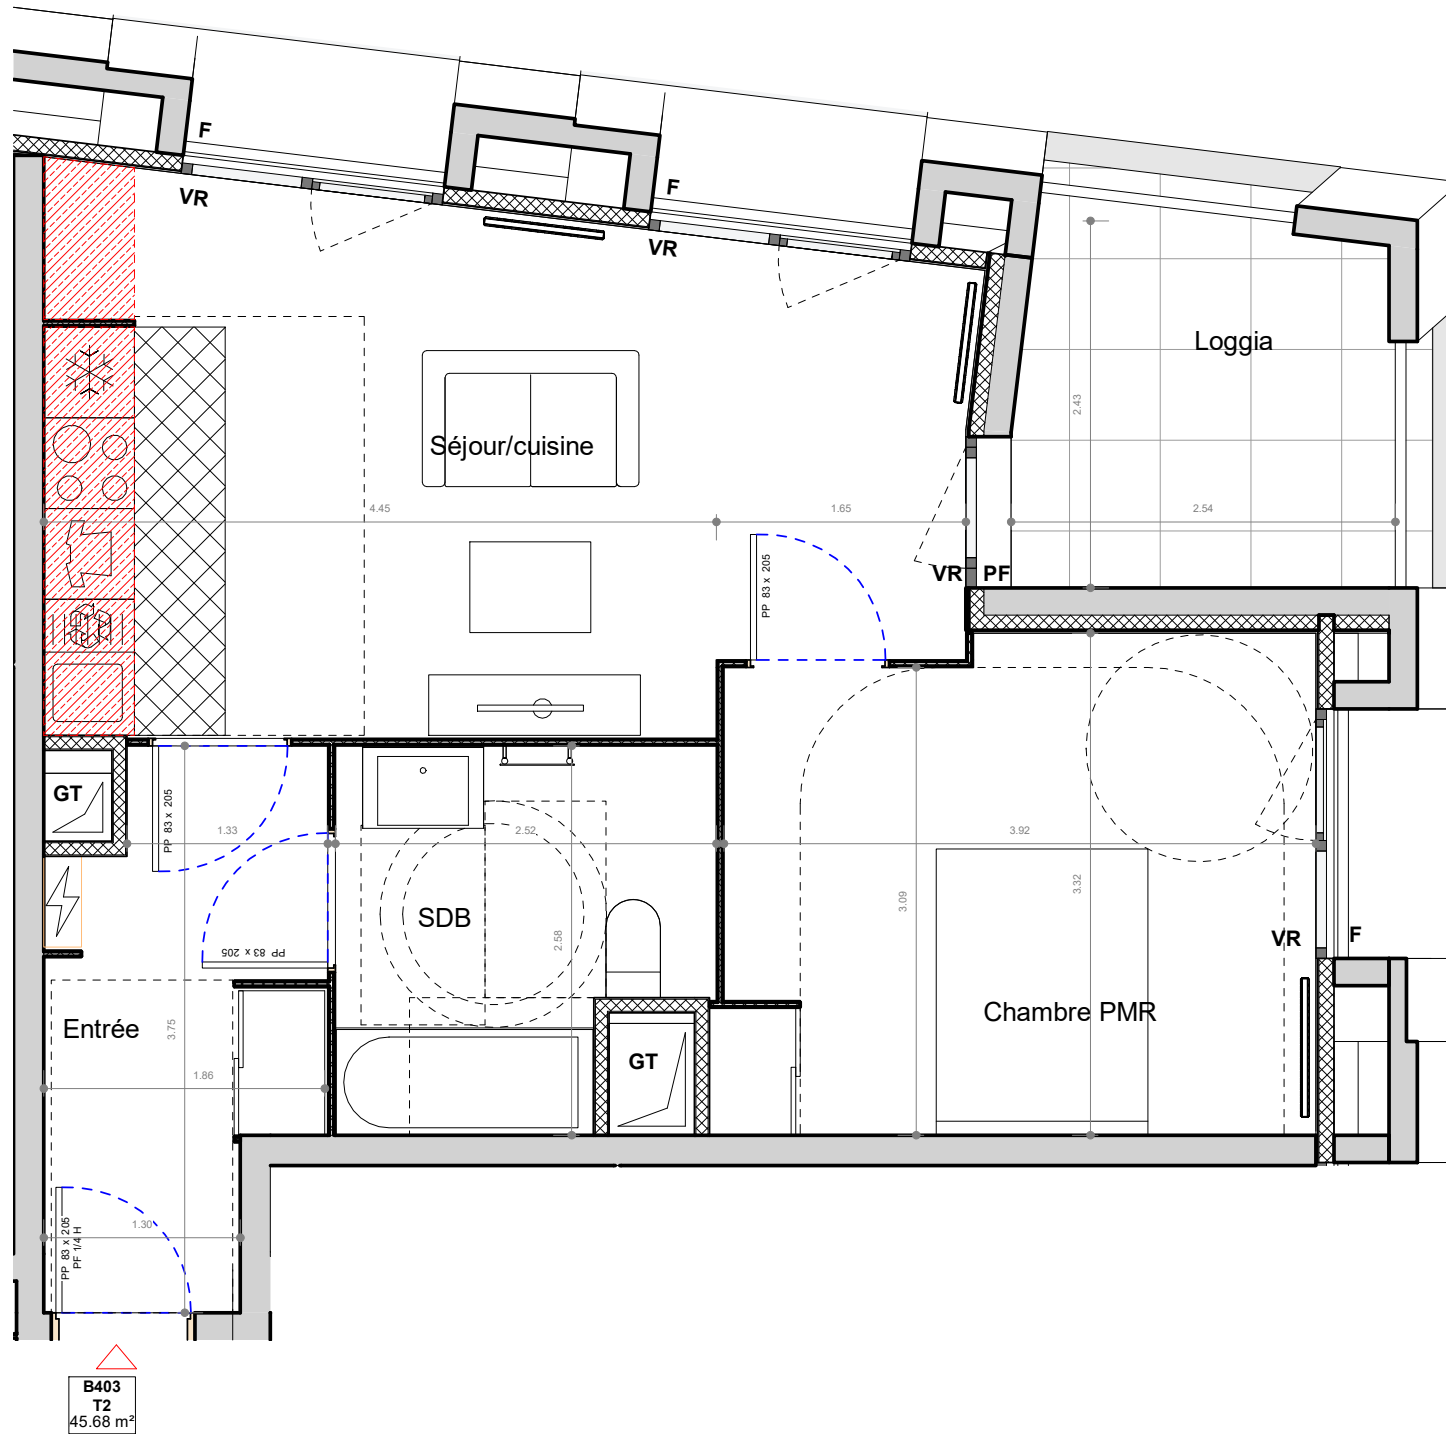 F
VR
F
VR
Loggia
2.43
Séjour/cuisine
4.45
1.65
2.54
PP 83 x 205
VR
PF
GT
PP 83 x 205
1.33
2.52
3.92
3.09
3.32
SDB
2.58
PP 83 x 205
VR
F
Entrée
3.75
Chambre PMR
GT
1.86
1.30
PP 83 x 205
PF 1/4 H
B403
T2
45.68 m²